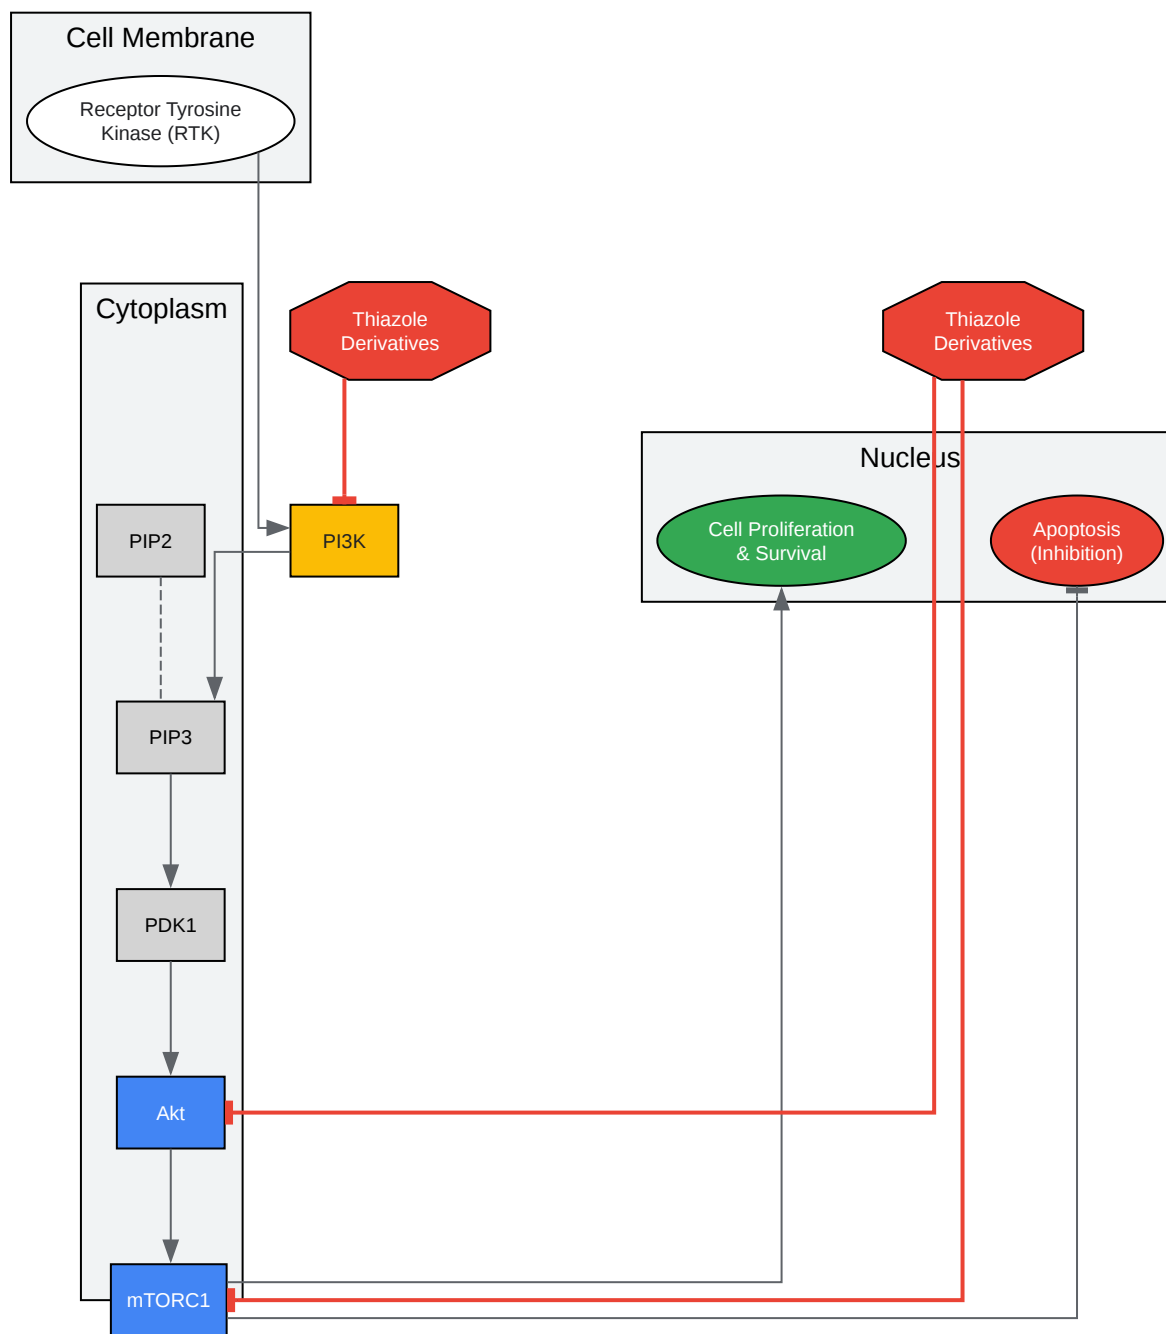 Cell Membrane
Receptor Tyrosine
Kinase (RTK)
Cytoplasm
Thiazole
Derivatives
Thiazole
Derivatives
Nucleus
PIP2
PI3K
Cell Proliferation
& Survival
Apoptosis
(Inhibition)
PIP3
PDK1
Akt
mTORC1